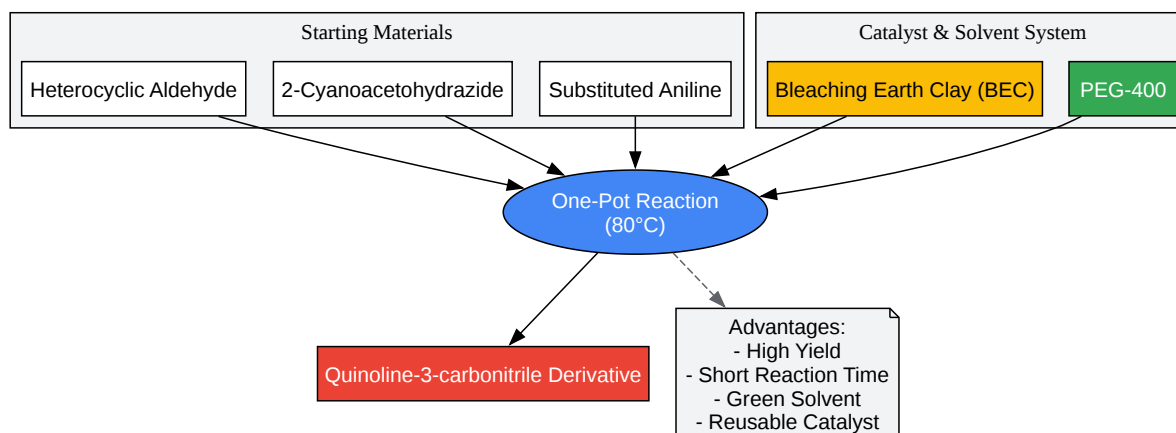 Starting Materials
Catalyst & Solvent System
Heterocyclic Aldehyde
2-Cyanoacetohydrazide
Substituted Aniline
Bleaching Earth Clay (BEC)
PEG-400
One-Pot Reaction
(80°C)
Quinoline-3-carbonitrile Derivative
Advantages:
- High Yield
- Short Reaction Time
- Green Solvent
- Reusable Catalyst